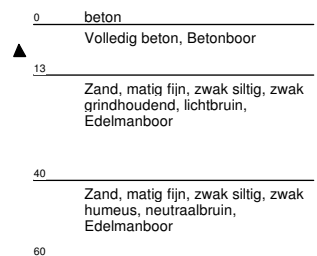 0 beton
Volledig beton, Betonboor
13
Zand, matig fijn, zwak siltig, zwak
grindhoudend, lichtbruin,
Edelmanboor
40
Zand, matig fijn, zwak siltig, zwak
humeus, neutraalbruin,
Edelmanboor
60